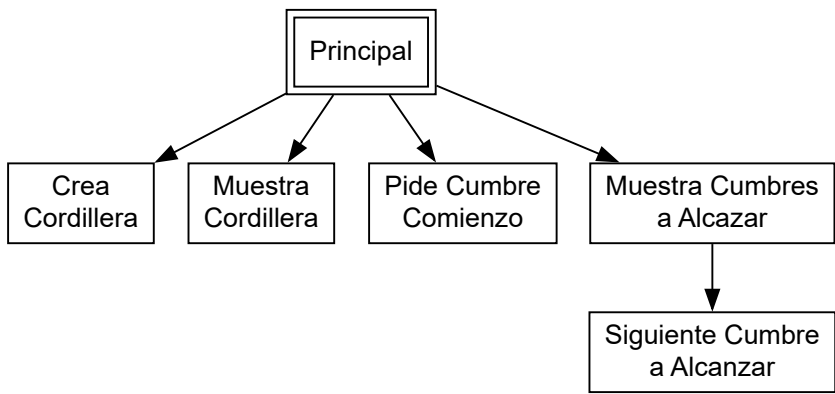 Principal
Crea
Cordillera
Muestra
Cordillera
Pide Cumbre
Comienzo
Muestra Cumbres
a Alcazar
Siguiente Cumbre
a Alcanzar